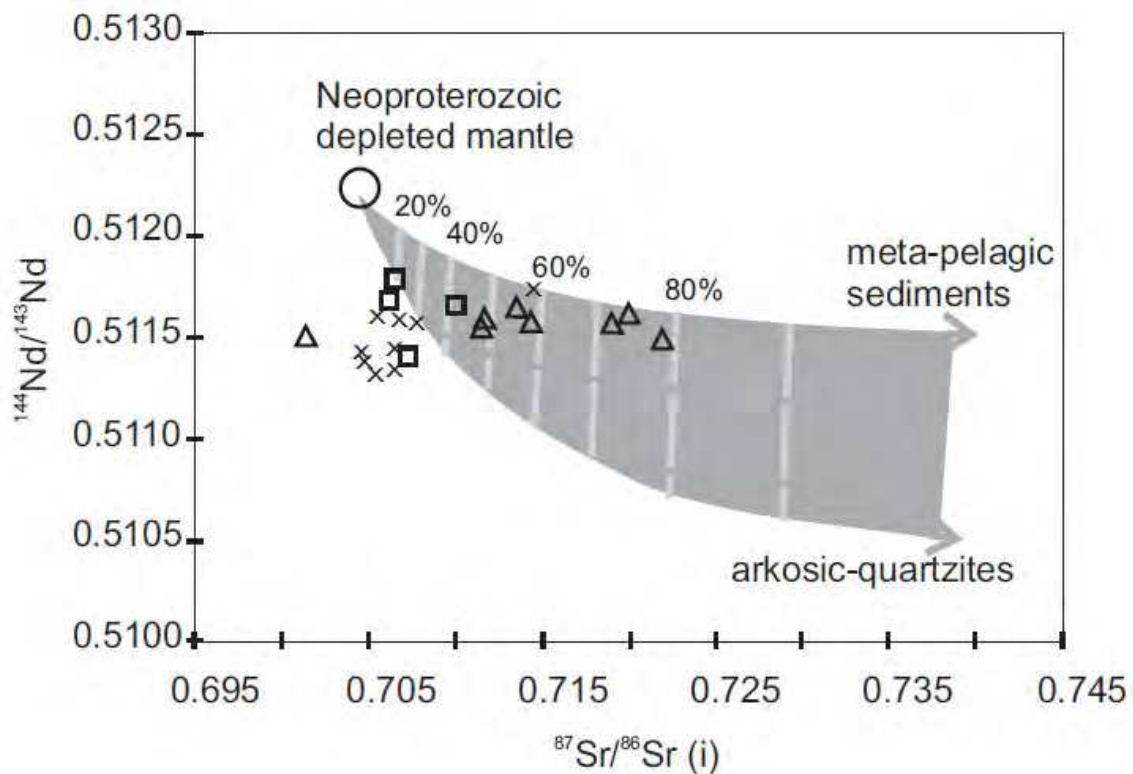 0.5130
0.5125
0.5120
0.5115
0.5110
0.5105
0.5100
¹⁴⁴Nd/¹⁴³Nd
Neoproterozoic
depleted mantle
20%
40%
60%
80%
meta-pelagic
sediments
arkosic-quartzites
0.695 0.705 0.715 0.725 0.735 0.745
⁸⁷Sr/⁸⁶Sr (i)